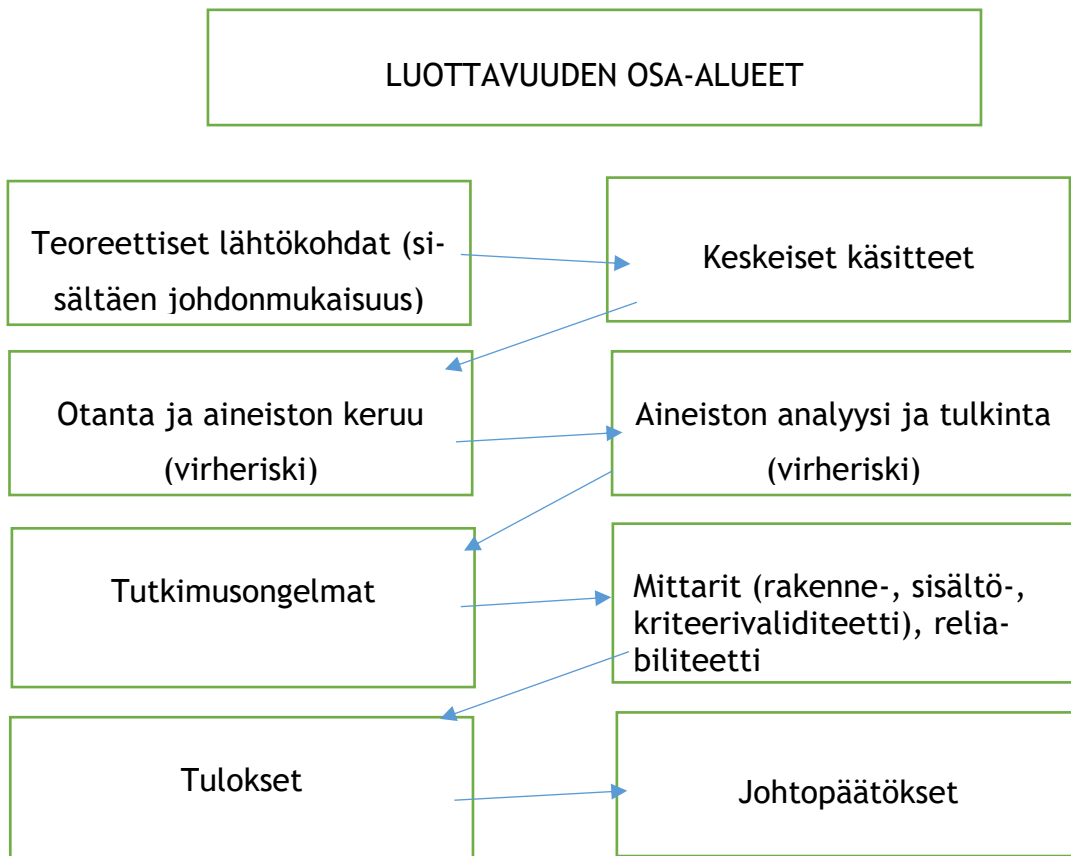 LUOTTAVUUDEN OSA-ALUEET
Teoreettiset lähtökohdat (si-
sältäen johdonmukaisuus)
Keskeiset käsitteet
Otanta ja aineiston keruu
(virheriski)
Aineiston analyysi ja tulkinta
(virheriski)
Tutkimusongelmat
Mittarit (rakenne-, sisältö-,
kriteerivaliditeetti), relia-
biliteetti
Tulokset
Johtopäätökset